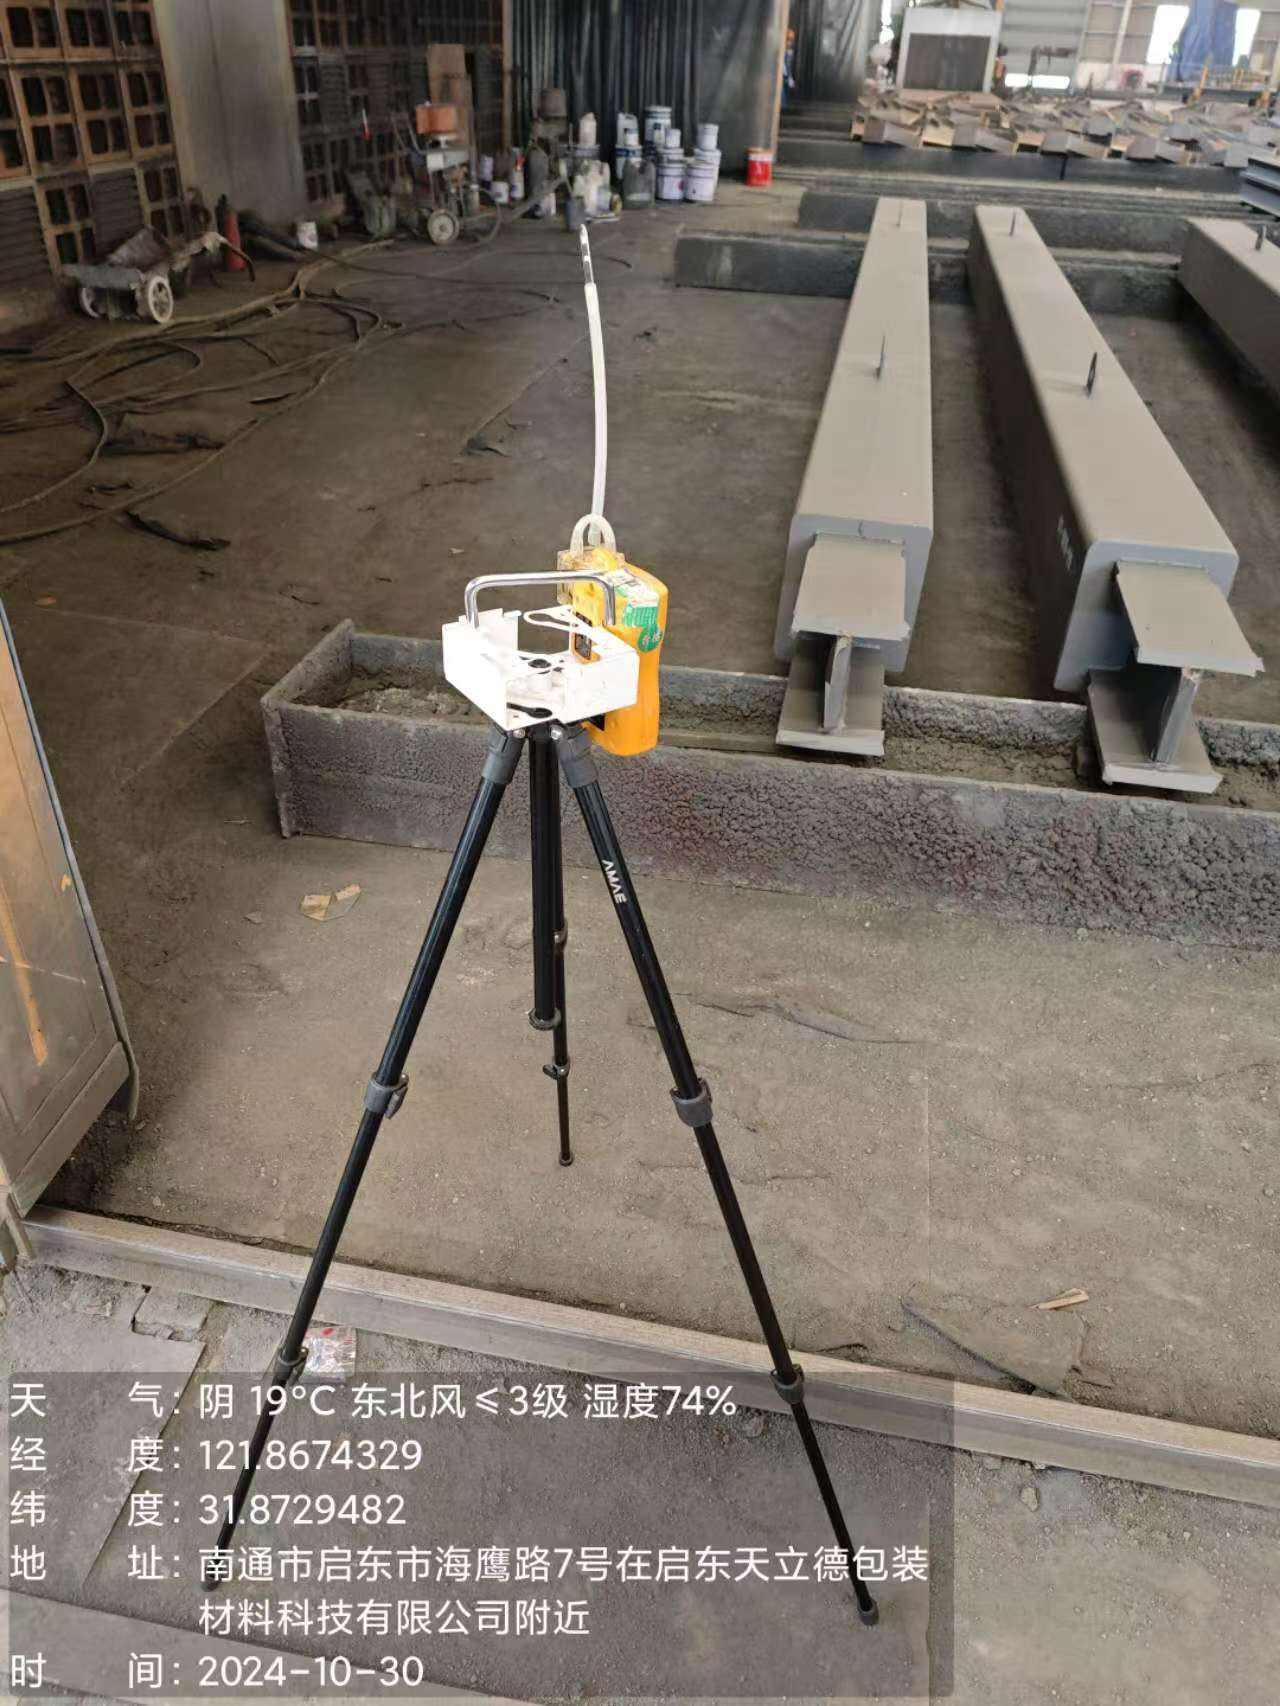 AMAE
天 气: 阴 19℃ 东北风≤3级 湿度74%
经 度: 121.8674329
纬 度: 31.8729482
地 址: 南通市启东市海鹰路7号在启东天立德包装
材料科技有限公司附近
时 间: 2024-10-30